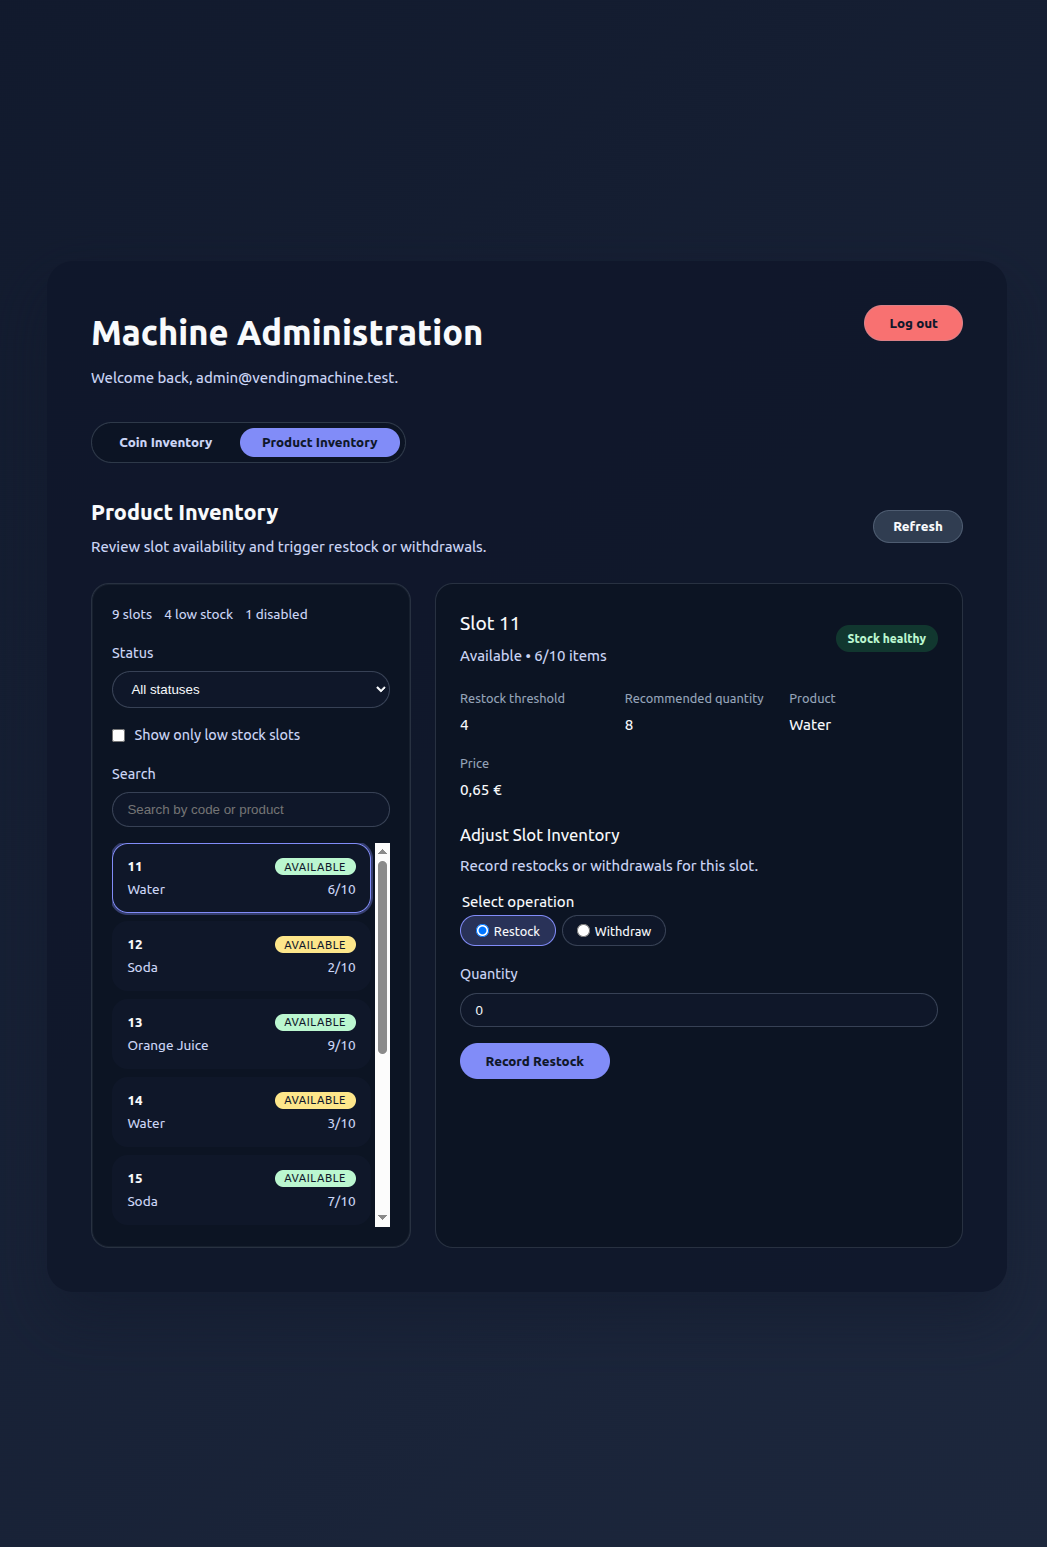 Machine Administration
Log out
Welcome back, admin@vendingmachine.test.
Coin Inventory
Product Inventory
Product Inventory
Review slot availability and trigger restock or withdrawals.
Refresh
9 slots 4 low stock 1 disabled
Status
All statuses
Show only low stock slots
Search
Search by code or product
11 AVAILABLE
Water 6/10
12 AVAILABLE
Soda 2/10
13 AVAILABLE
Orange Juice 9/10
14 AVAILABLE
Water 3/10
15 AVAILABLE
Soda 7/10
Slot 11
Available • 6/10 items
Stock healthy
Restock threshold
4
Recommended quantity
8
Product
Water
Price
0,65 €
Adjust Slot Inventory
Record restocks or withdrawals for this slot.
Select operation
Restock
Withdraw
Quantity
0
Record Restock